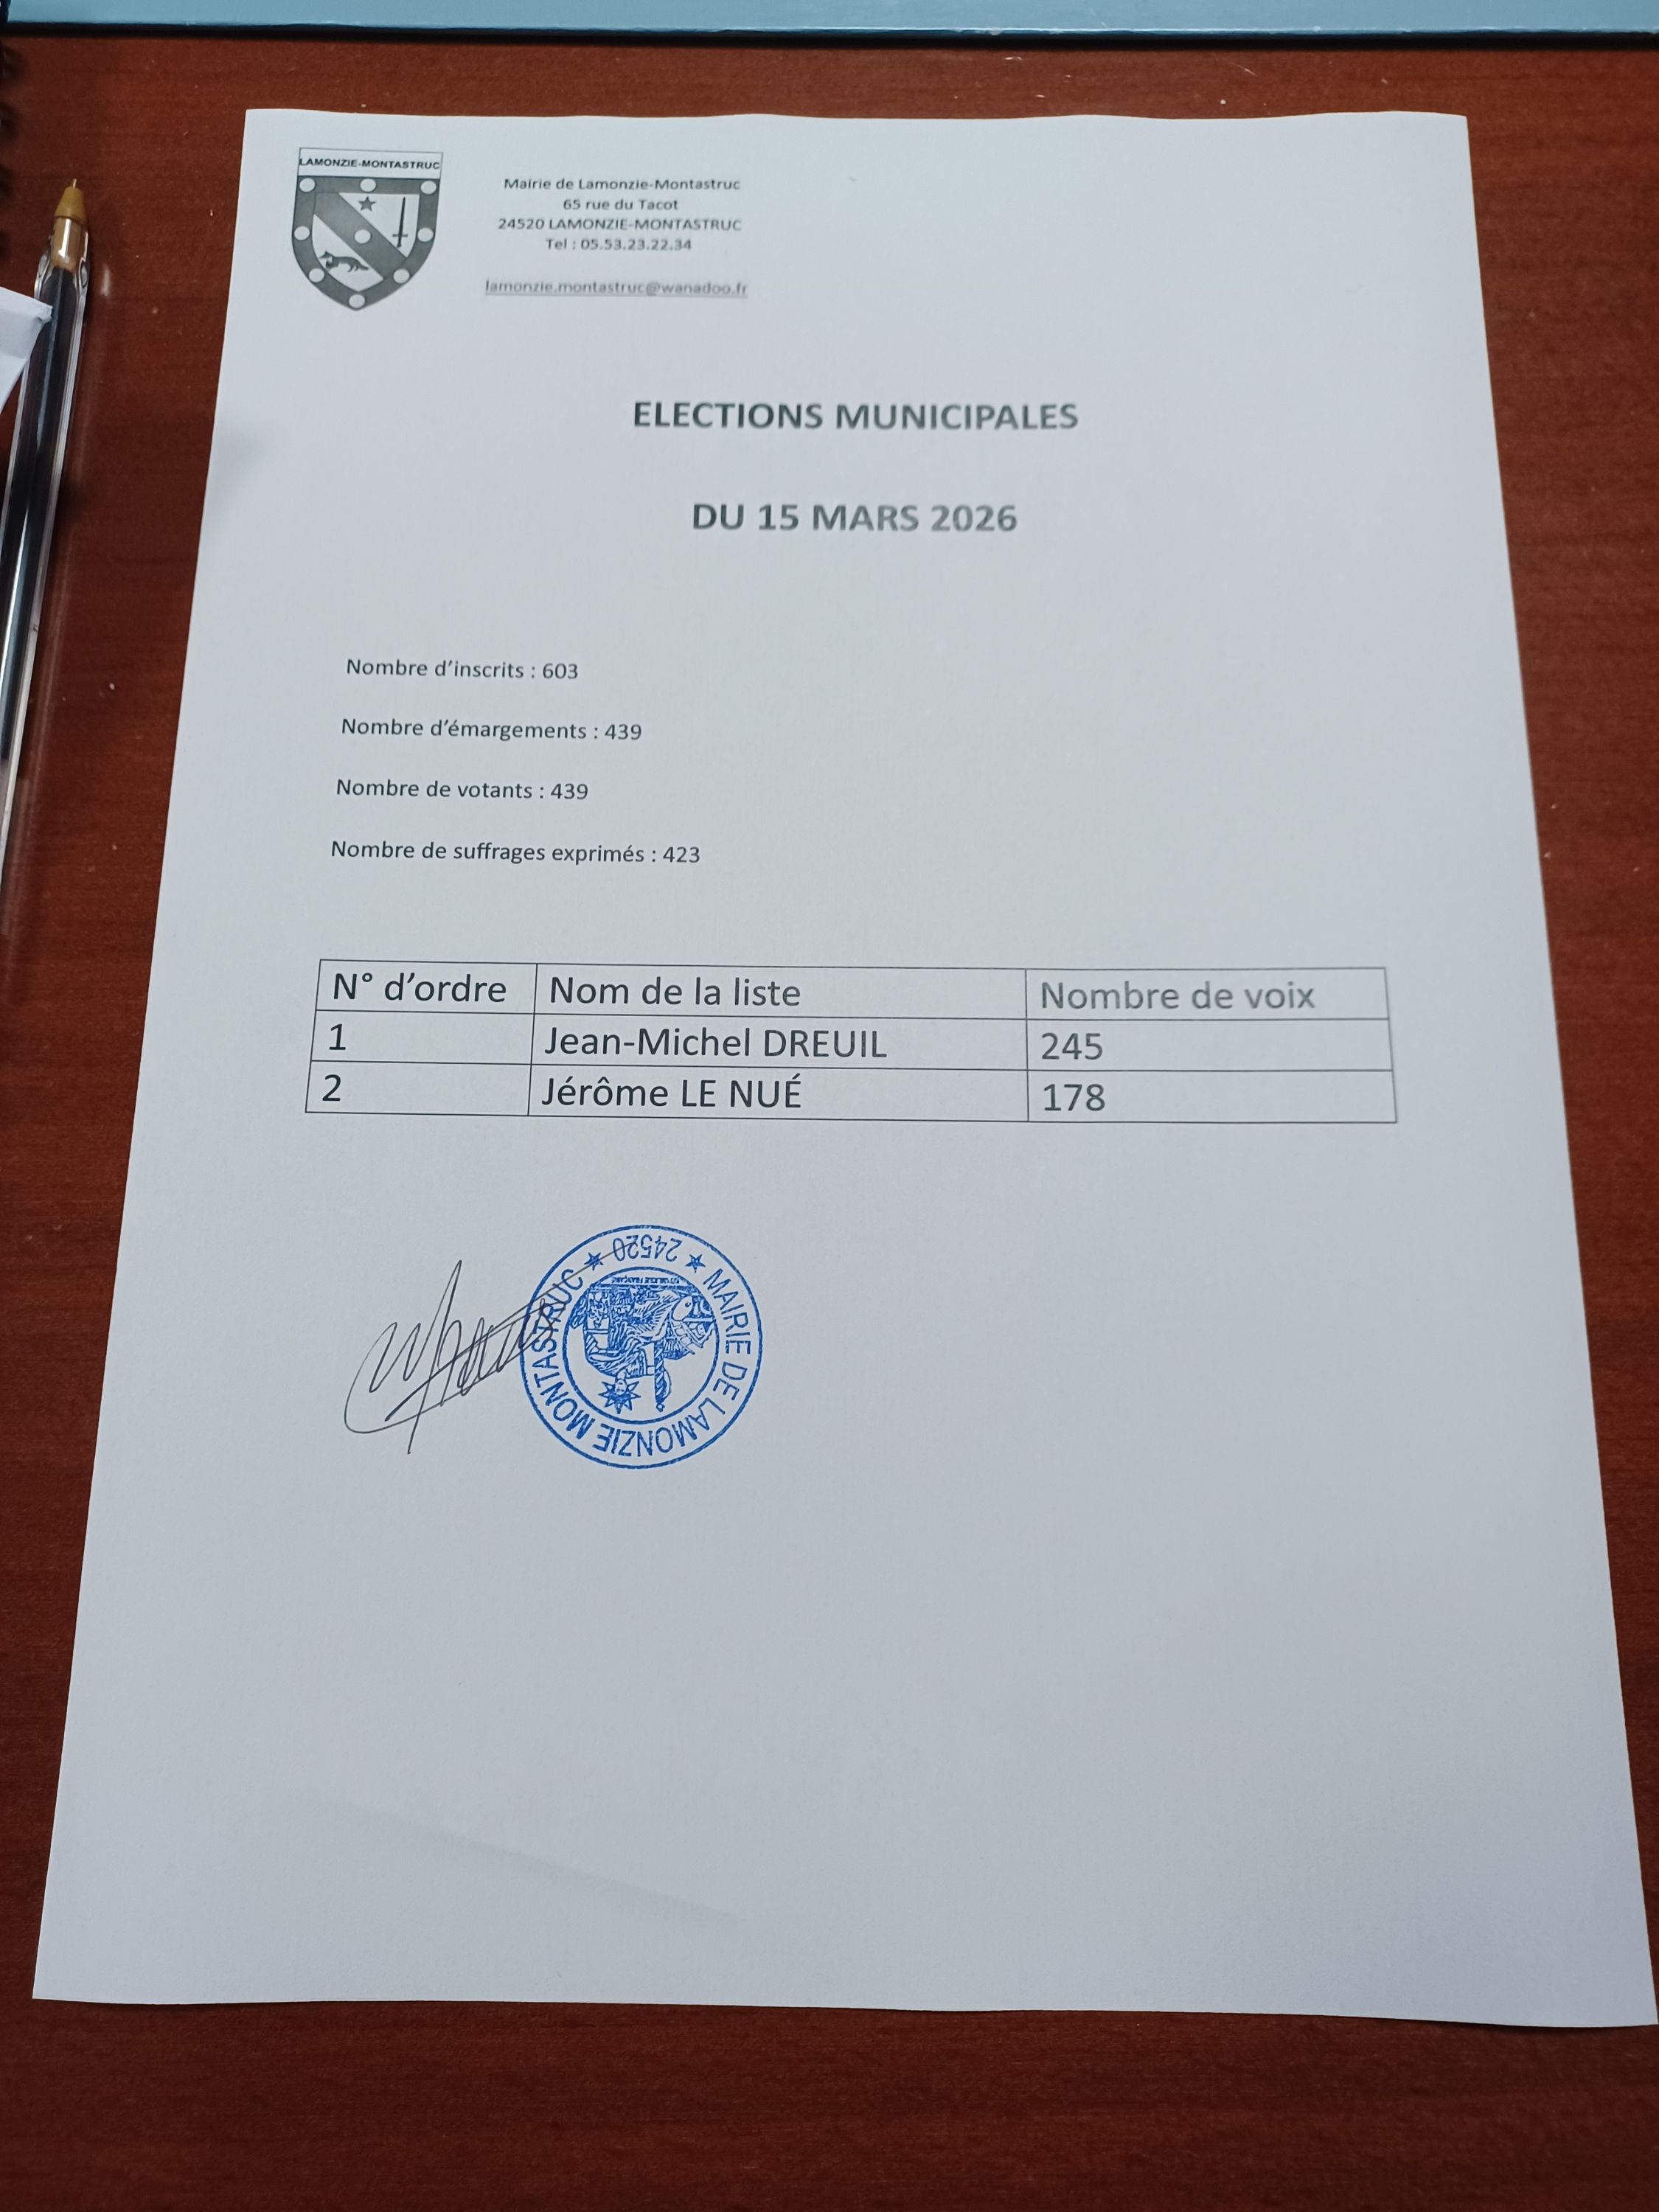 LAMONZIE-MONTASTRUC
Mairie de Lamonzie-Montastruc
65 rue du Tacot
24520 LAMONZIE-MONTASTRUC
Tel : 05.53.23.22.34
lamonzie.montastruc@wanadoo.fr
ELECTIONS MUNICIPALES
DU 15 MARS 2026
Nombre d'inscrits : 603
Nombre d'émargements : 439
Nombre de votants : 439
Nombre de suffrages exprimés : 423
N° d'ordre Nom de la liste Nombre de voix
1 Jean-Michel DREUIL 245
2 Jérôme LE NUÉ 178
MAIRIE DE LAMONZIE MONTASTRUC
24520